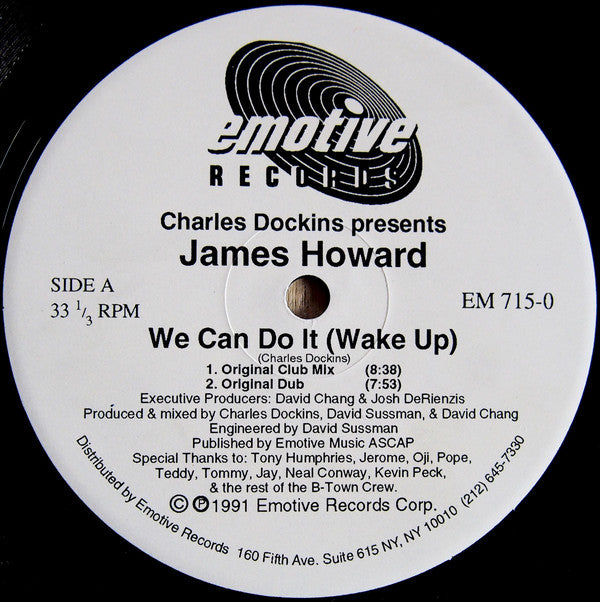 emotive
RECORDS
Charles Dockins presents
James Howard
SIDE A
33 1/3 RPM
EM 715-0
We Can Do It (Wake Up)
(Charles Dockins)
1. Original Club Mix (8:38)
2. Original Dub (7:53)
Executive Producers: David Chang & Josh DeRienzis
Produced & mixed by Charles Dockins, David Sussman, & David Chang
Engineered by David Sussman
Published by Emotive Music ASCAP
Special Thanks to: Tony Humphries, Jerome, Oji, Pope,
Teddy, Tommy, Jay, Neal Conway, Kevin Peck,
& the rest of the B-Town Crew.
© ℗ 1991 Emotive Records Corp.
Distributed by Emotive Records 160 Fifth Ave. Suite 615 NY, NY 10010 (212) 645-7330